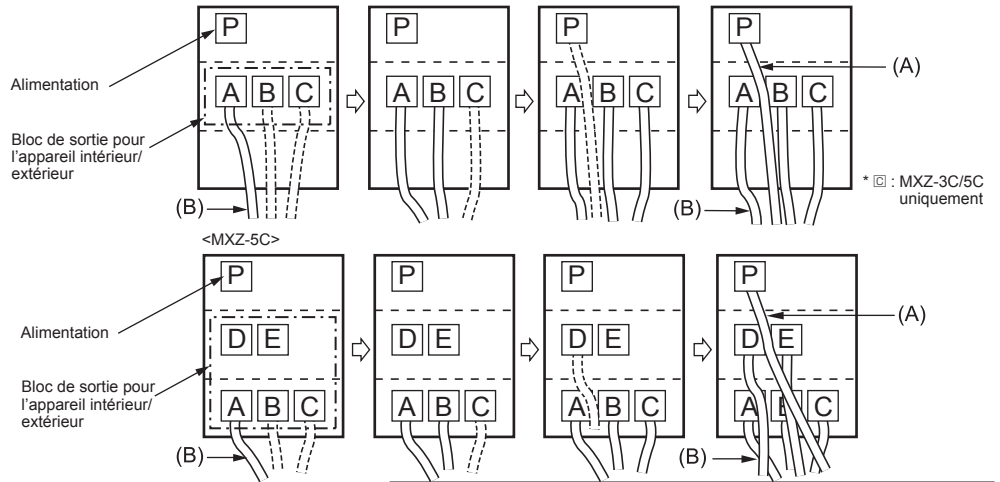 P P P P
Alimentation
(A)
A B C A B C A B C A B C
Bloc de sortie pour
l'appareil intérieur/
extérieur
* C : MXZ-3C/5C
uniquement
(B) (B)
<MXZ-5C>
P P P P
Alimentation
(A)
D E D E D E D E
Bloc de sortie pour
l'appareil intérieur/
extérieur
A B C A B C A B C A B C
(B) (B)